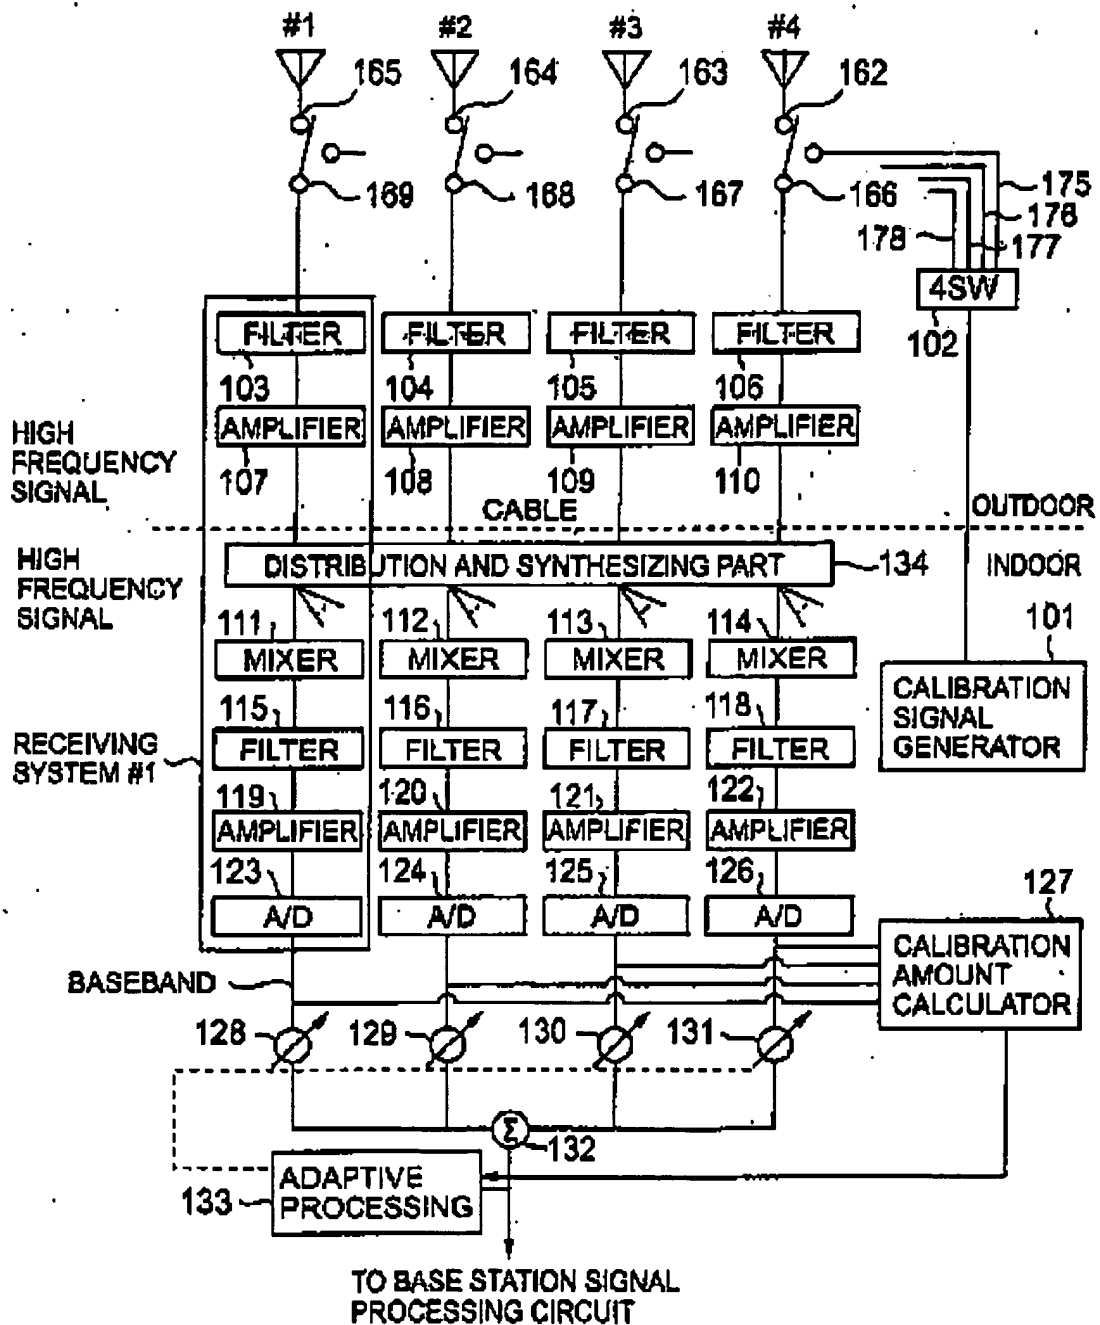 #1 #2 #3 #4
165 164 163 162
169 168 167 166 175
176
178 177
4SW
102
FILTER FILTER FILTER FILTER
103 104 105 106
AMPLIFIER AMPLIFIER AMPLIFIER AMPLIFIER
107 108 109 110
HIGH
FREQUENCY
SIGNAL
CABLE
OUTDOOR
HIGH
FREQUENCY
SIGNAL
DISTRIBUTION AND SYNTHESIZING PART 134
INDOOR
111 112 113 114 101
MIXER MIXER MIXER MIXER
CALIBRATION
SIGNAL
GENERATOR
115 116 117 118
RECEIVING
SYSTEM #1
FILTER FILTER FILTER FILTER
119 120 121 122
AMPLIFIER AMPLIFIER AMPLIFIER AMPLIFIER
123 124 125 126 127
A/D A/D A/D A/D
CALIBRATION
AMOUNT
CALCULATOR
BASEBAND
128 129 130 131
Σ
132
ADAPTIVE
PROCESSING
133
TO BASE STATION SIGNAL
PROCESSING CIRCUIT